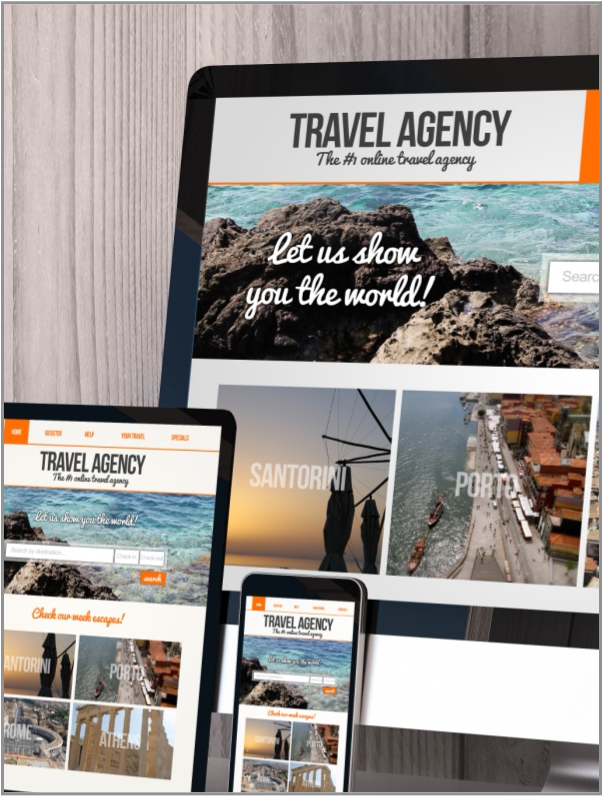 TRAVEL AGENCY
The #1 online travel agency
Let us show
you the world!
Searc
SANTORINI
PORTO
HOME
REGISTER
HELP
YOUR TRAVEL
SPECIALS
TRAVEL AGENCY
The #1 online travel agency
Let us show you the world!
Search by destination...
Check-in
Check-out
search
Check our week escapes!
SANTORINI
PORTO
ROME
ATHENS
TRAVEL AGENCY
The #1 online travel agency
Let us show you the world!
Check our week escapes!
SANTORINI
PORTO